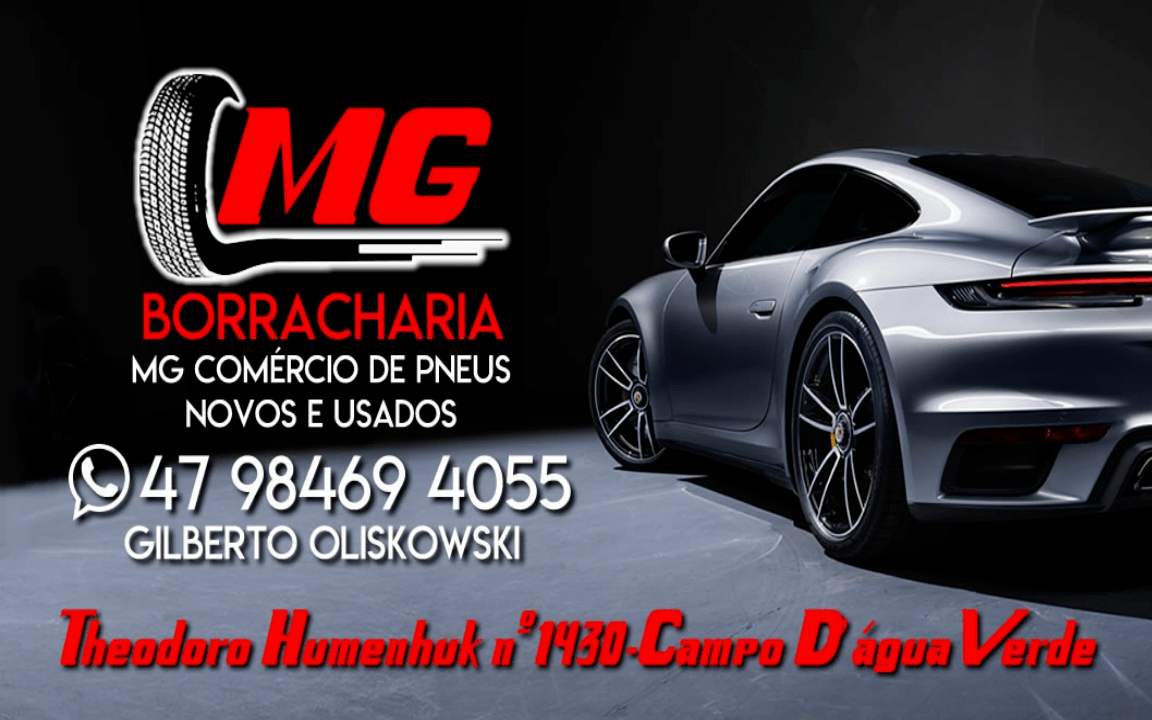 MG
BORRACHARIA
MG COMÉRCIO DE PNEUS
NOVOS E USADOS
47 98469 4055
GILBERTO OLISKOWSKI
Theodoro Humenhuk nº1430-Campo D'água Verde